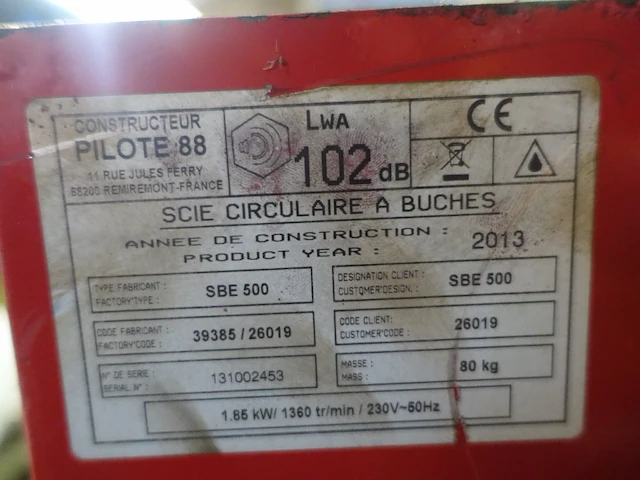 CONSTRUCTEUR
PILOTE 88
11 RUE JULES FERRY
88200 REMIREMONT-FRANCE
LWA
102 dB
CE
SCIE CIRCULAIRE A BUCHES
ANNEE DE CONSTRUCTION :
PRODUCT YEAR :
2013
TYPE FABRICANT :
FACTORY TYPE :
SBE 500
DESIGNATION CLIENT :
CUSTOMER DESIGN. :
SBE 500
CODE FABRICANT :
FACTORY CODE :
39385 / 26019
CODE CLIENT :
CUSTOMER CODE :
26019
N° DE SERIE :
SERIAL N° :
131002453
MASSE :
MASS :
80 kg
1.85 kW/ 1360 tr/min / 230V~50Hz